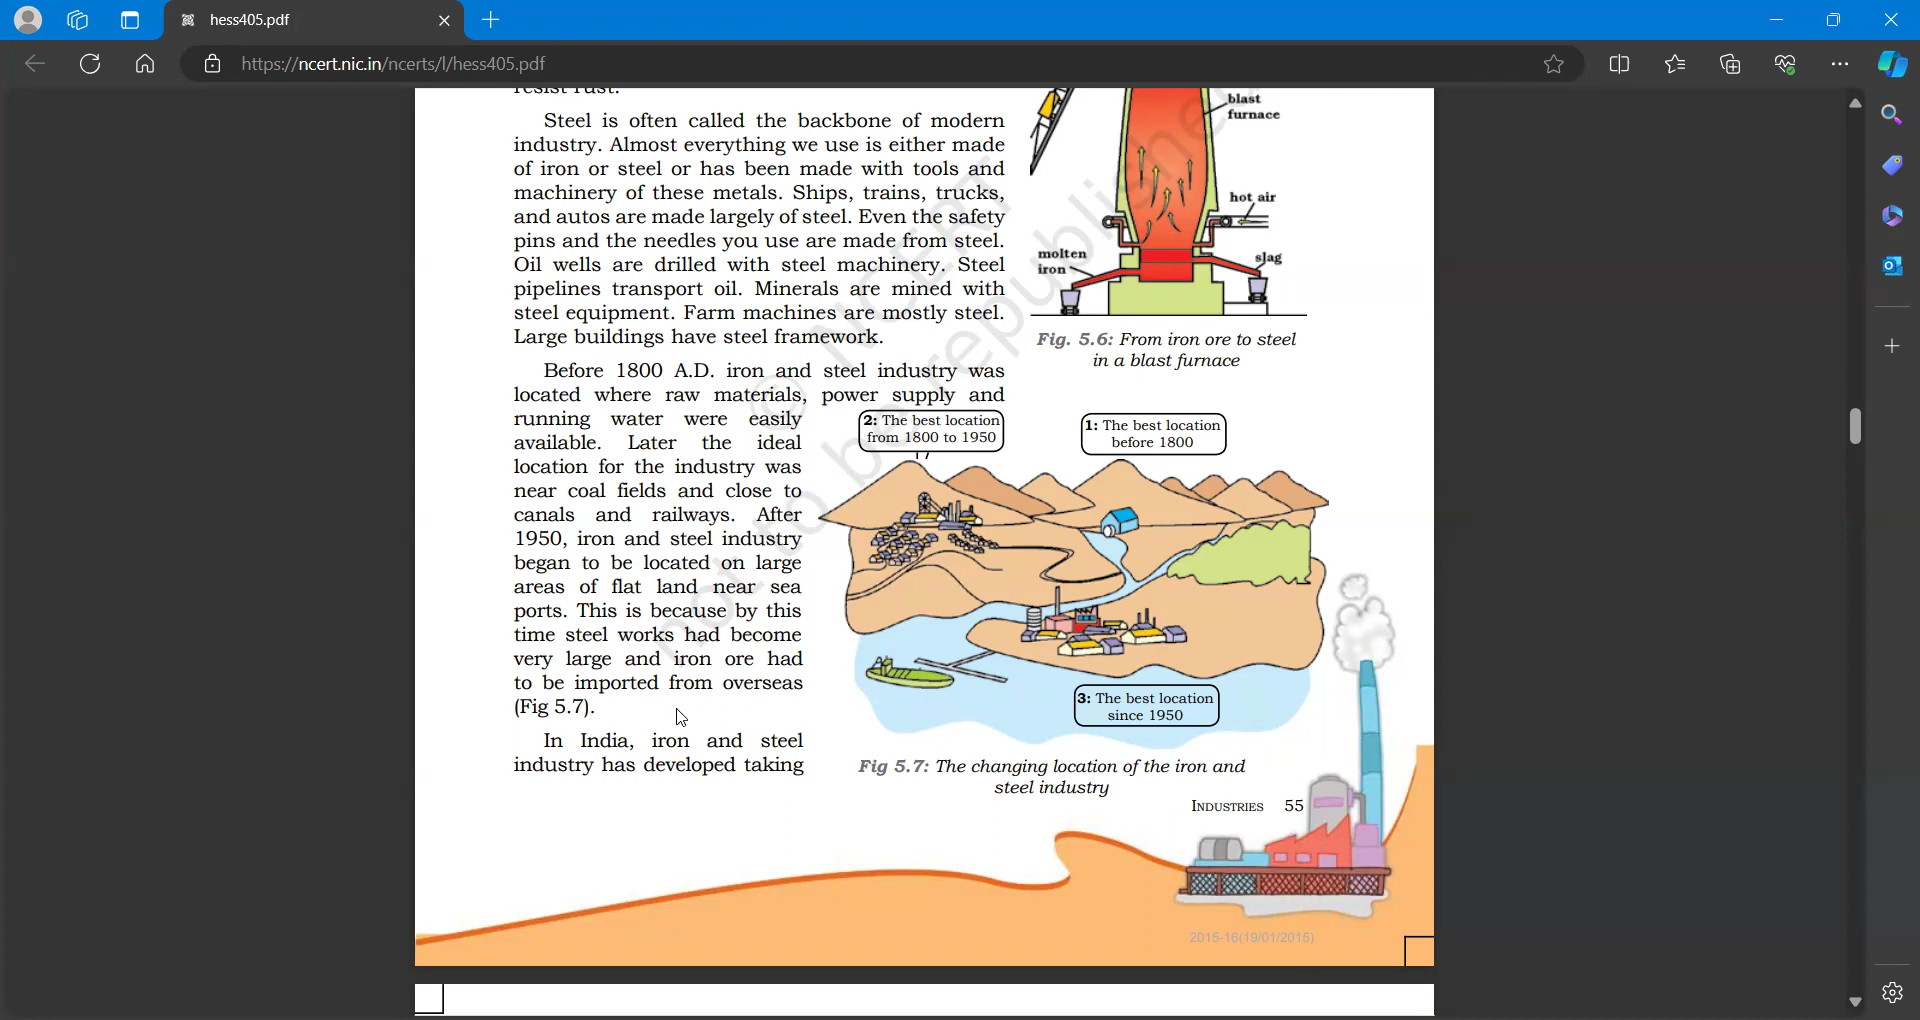 hess405.pdf
https://ncert.nic.in/ncerts/l/hess405.pdf
resist rust.
Steel is often called the backbone of modern
industry. Almost everything we use is either made
of iron or steel or has been made with tools and
machinery of these metals. Ships, trains, trucks,
and autos are made largely of steel. Even the safety
pins and the needles you use are made from steel.
Oil wells are drilled with steel machinery. Steel
pipelines transport oil. Minerals are mined with
steel equipment. Farm machines are mostly steel.
Large buildings have steel framework.
Before 1800 A.D. iron and steel industry was
located where raw materials, power supply and
running water were easily
available. Later the ideal
location for the industry was
near coal fields and close to
canals and railways. After
1950, iron and steel industry
began to be located on large
areas of flat land near sea
ports. This is because by this
time steel works had become
very large and iron ore had
to be imported from overseas
(Fig 5.7).
In India, iron and steel
industry has developed taking
blast
furnace
hot air
molten
iron
slag
Fig. 5.6: From iron ore to steel
in a blast furnace
2: The best location
from 1800 to 1950
1: The best location
before 1800
3: The best location
since 1950
Fig 5.7: The changing location of the iron and
steel industry
INDUSTRIES 55
2015-16(19/01/2015)
© NCERT
not to be republished